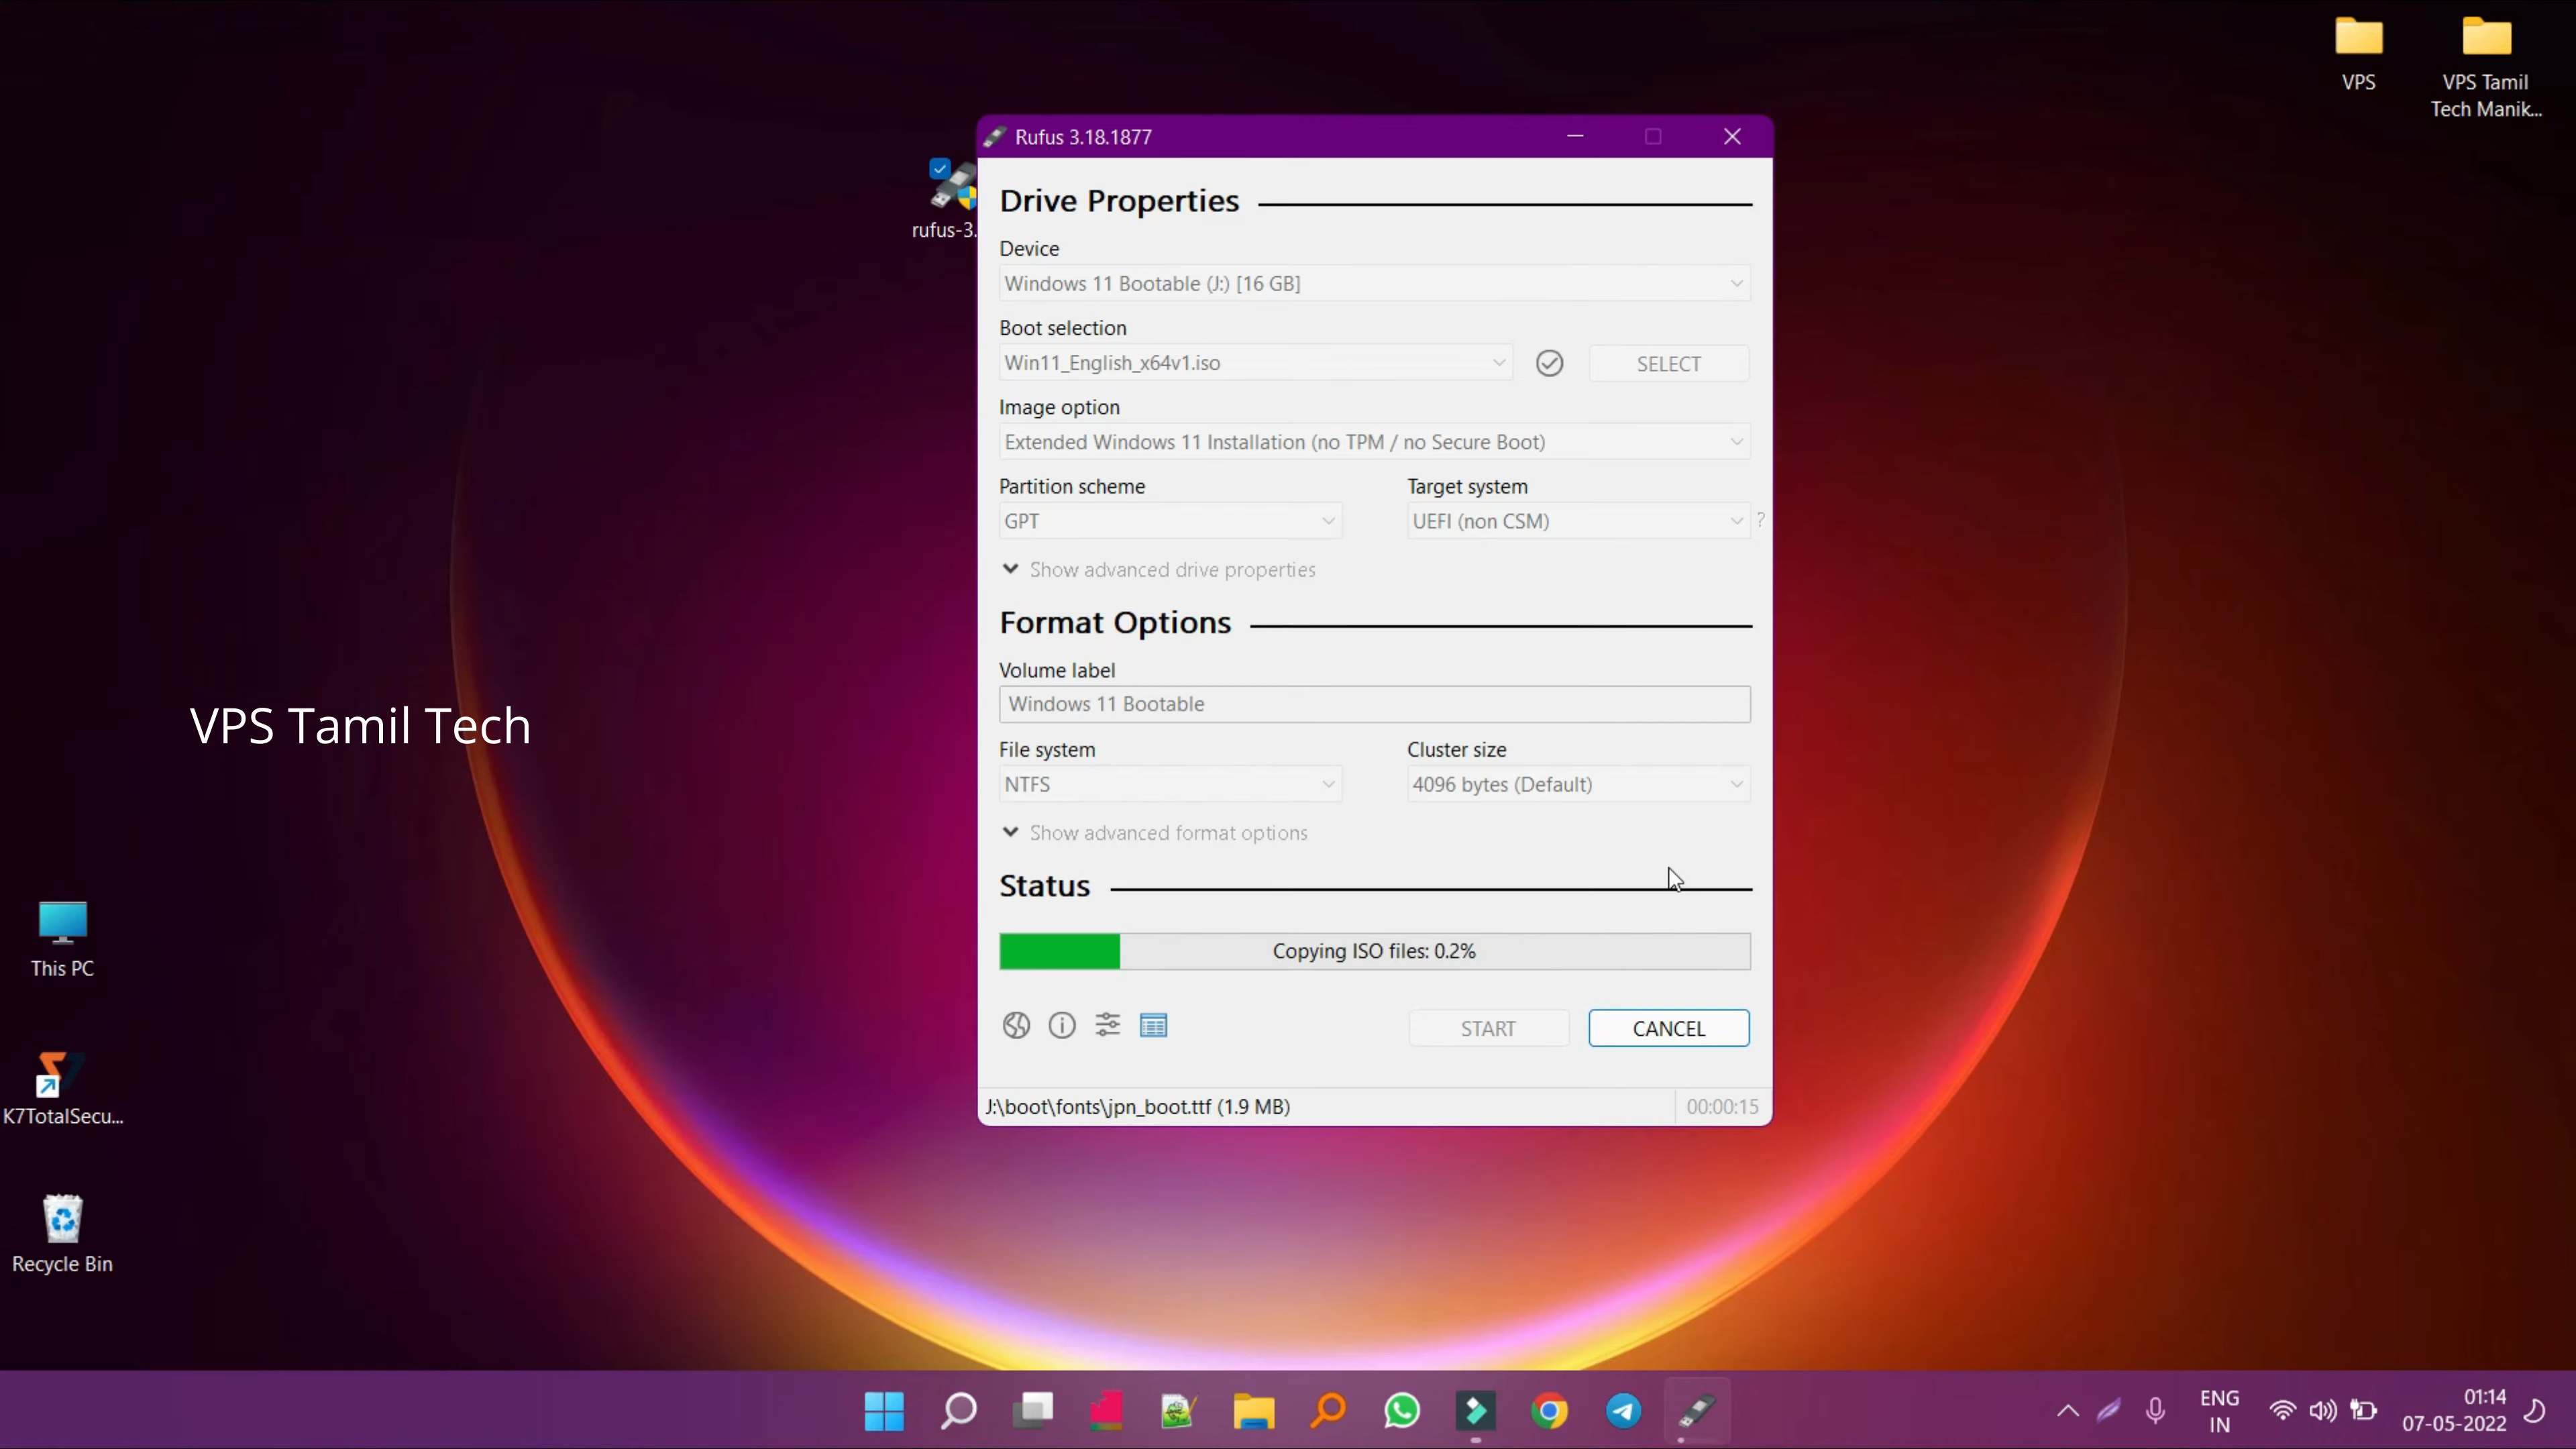 VPS
VPS Tamil
Tech Manik...
rufus-3.
Rufus 3.18.1877
Drive Properties
Device
Windows 11 Bootable (J:) [16 GB]
Boot selection
Win11_English_x64v1.iso
SELECT
Image option
Extended Windows 11 Installation (no TPM / no Secure Boot)
Partition scheme
Target system
GPT
UEFI (non CSM)
?
Show advanced drive properties
Format Options
Volume label
Windows 11 Bootable
File system
Cluster size
NTFS
4096 bytes (Default)
Show advanced format options
Status
Copying ISO files: 0.2%
START
CANCEL
J:\boot\fonts\jpn_boot.ttf (1.9 MB)
00:00:15
VPS Tamil Tech
This PC
K7TotalSecu...
Recycle Bin
ENG
IN
01:14
07-05-2022